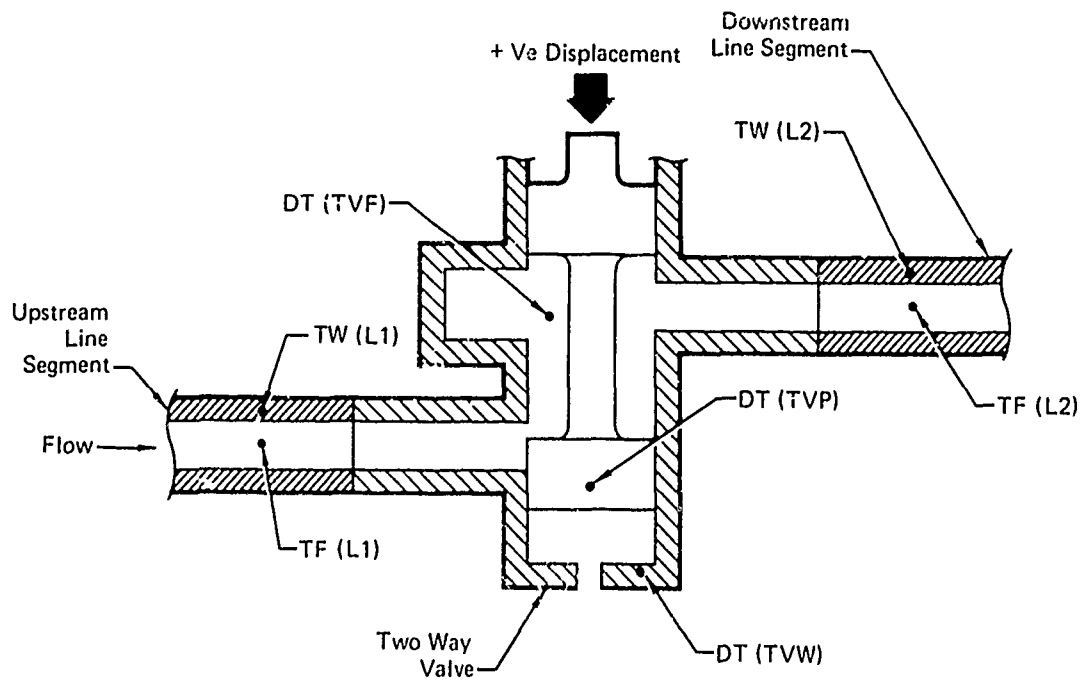 Downstream
Line Segment
+ Ve Displacement
TW (L2)
DT (TVF)
Upstream
Line
Segment
TW (L1)
DT (TVP)
TF (L2)
Flow
TF (L1)
Two Way
Valve
DT (TVW)